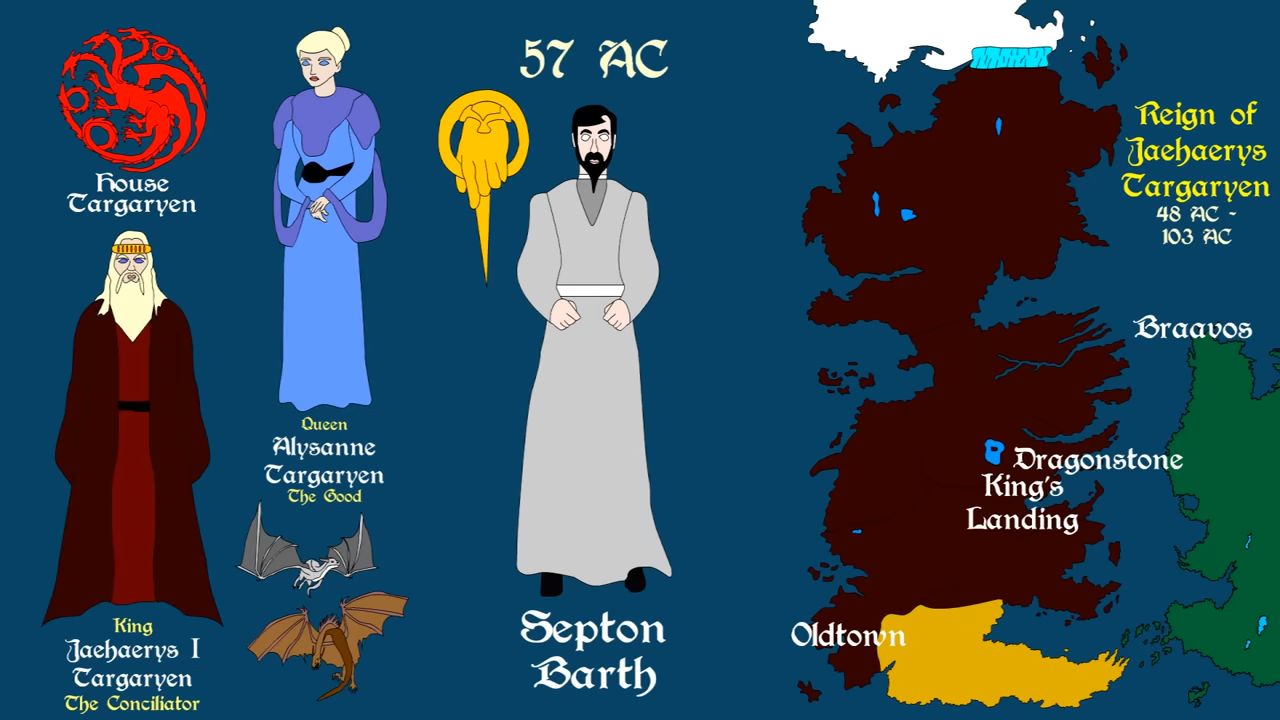 House
Targaryen
King
Jaehaerys I
Targaryen
The Conciliator
Queen
Alysanne
Targaryen
The Good
57 AC
Septon
Barth
Reign of
Jaehaerys
Targaryen
48 AC -
103 AC
Braavos
Dragonstone
King's
Landing
Oldtown